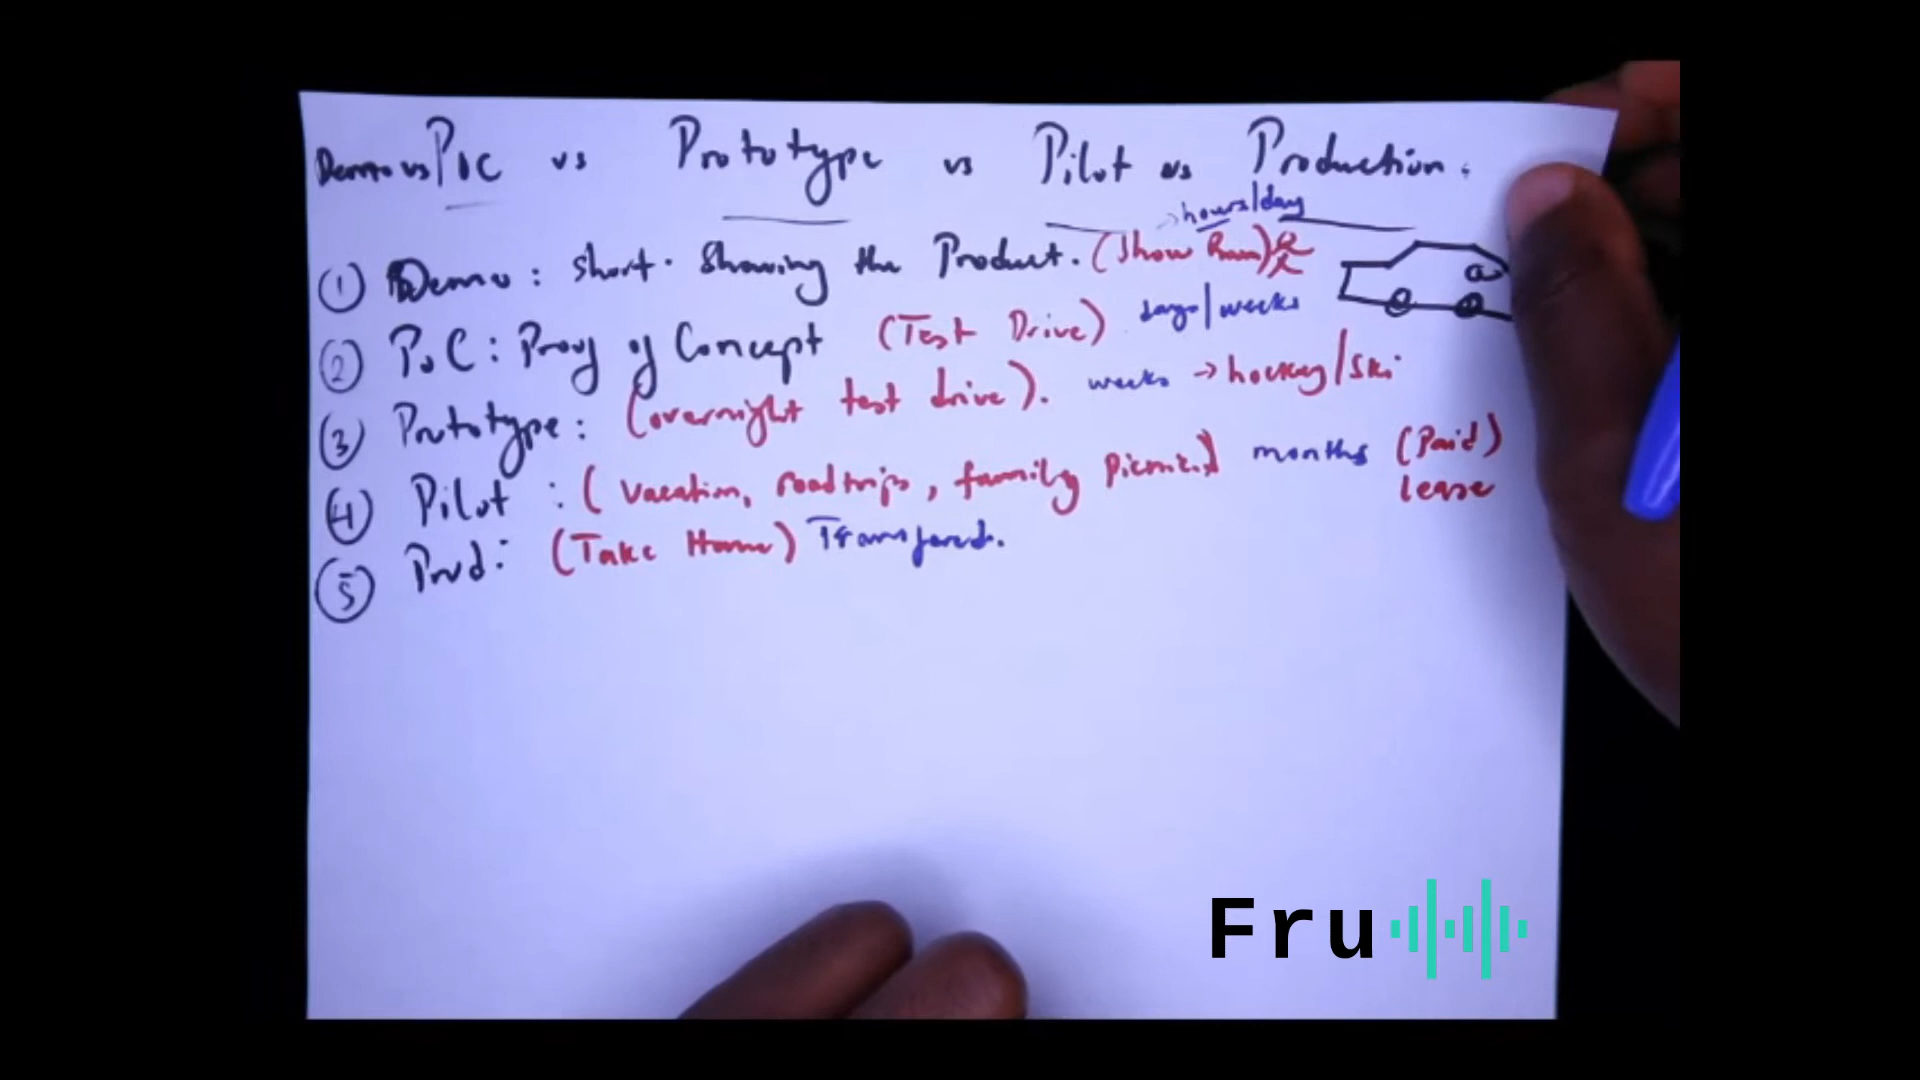 Demo vs PoC vs Prototype vs Pilot vs Production.
→ hours/day
① Demo: short. Showing the Product. (Show Room)
② PoC: Proof of Concept (Test Drive) days/weeks
③ Prototype: (overnight test drive). weeks → hockey/ski
④ Pilot: (vacation, roadtrips, family picnic.) months (Paid) lease
⑤ Prod: (Take Home) Transferred.
Fru